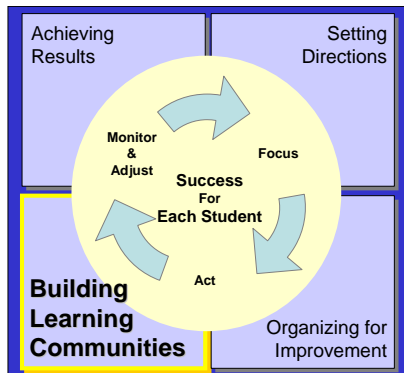 Achieving
Results
Setting
Directions
Monitor
&
Adjust
Focus
Success
For
Each Student
Act
Building
Learning
Communities
Organizing for
Improvement